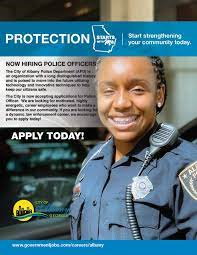 PROTECTION
STARTS
Start strengthening
your community today.
NOW HIRING POLICE OFFICERS
The City of Albany Police Department (APD) is
an organization with a long distinguished history
and is poised to move into the future utilizing
technology and innovative techniques to help
keep our citizens safe.
The City is now accepting applications for Police
Officer. We are looking for motivated, highly
energetic, career employees who want to make a
difference in our community. If you are looking for
a dynamic law enforcement career, we encourage
you to apply today!
APPLY TODAY!
CITY OF
Albany
GEORGIA
www.governmentjobs.com/careers/albany